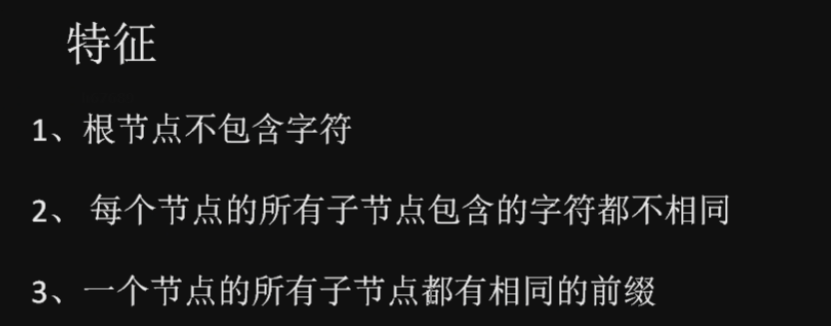 特征
1、根节点不包含字符
2、 每个节点的所有子节点包含的字符都不相同
3、一个节点的所有子节点都有相同的前缀